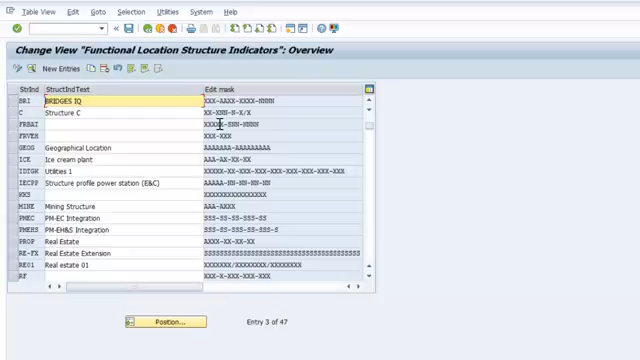 Table View Edit Goto Selection Utilities System Help
Change View "Functional Location Structure Indicators": Overview
New Entries
StrInd StructIndText Edit mask
BRI BRIDGES IQ XXX-AAXX-XXXX-NNNN
C Structure C XX-XNN-N-X/X
FRSAI XXXXX-SNN-NNNN
FRVEH XXX-XXX
GEOG Geographical Location AAAAAAA-AAAAAAAAA
ICE Ice cream plant AAA-AX-XX-XX
IDTGK Utilities 1 XXXXX-XX-XXX-XXX-XXX-XXX-XXX-XXX
IECPP Structure profile power station (E&C) AAAAA-NN-NN-NN-NN
KKS XXXXXXXXXXXXXXXX
MINE Mining Structure AAA-AXXX
PMEC PM-EC Integration SSS-SS-SS-SSS-SS
PMEHS PM-EH&S Integration SSS-SS-SS-SSS-SS-S
PROP Real Estate AXXX-XX-XX-XX
RE-FX Real Estate Extension SSSSSSSSSSSSSSSSSSSSSSSSSSSSSSSSSSSSSSSS
RE01 Real estate 01 XXXXXXX/XXXXXXXX/XXXXXXXX
RF XXX-X-XXX-XXX-XXX
Position... Entry 3 of 47